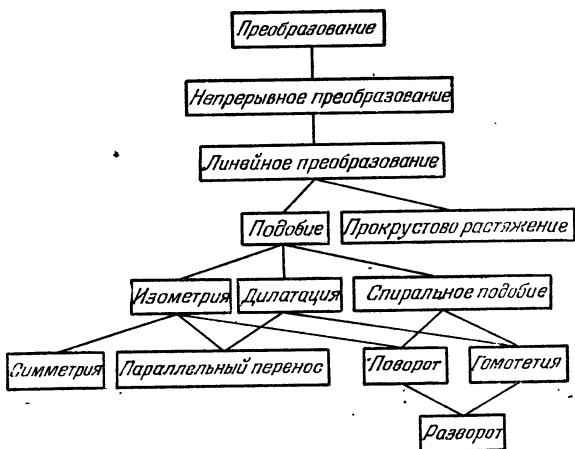 Преобразование
Непрерывное преобразование
Линейное преобразование
Подобие
Прокрустово растяжение
Изометрия
Дилатация
Спиральное подобие
Симметрия
Параллельный перенос
Поворот
Гомотетия
Разворот